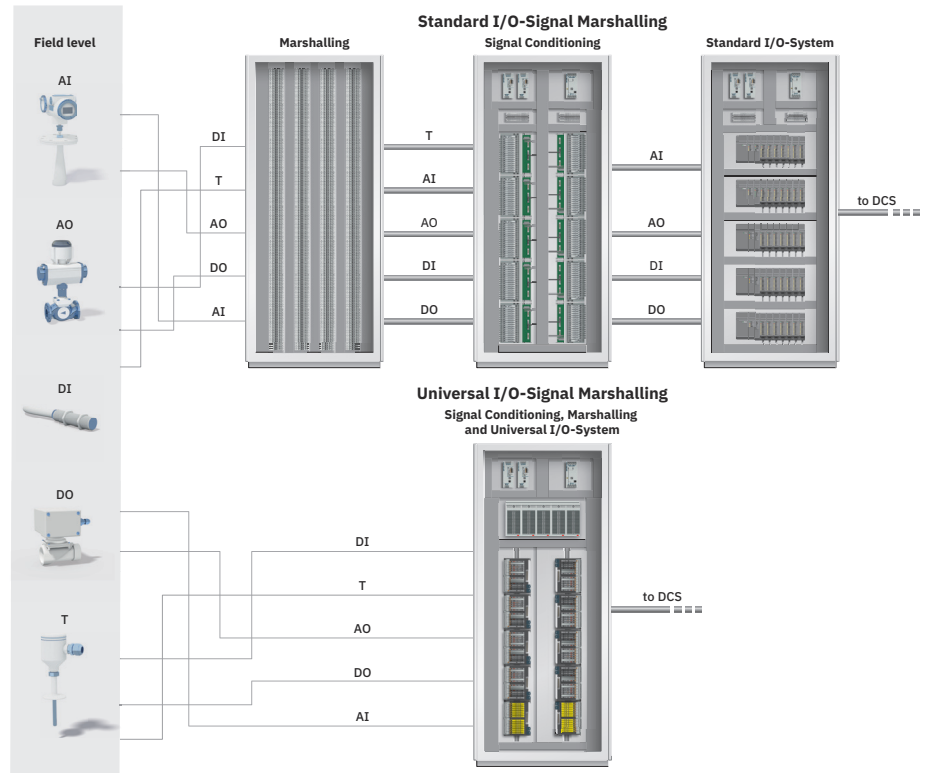 Standard I/O-Signal Marshalling
Field level
Marshalling
Signal Conditioning
Standard I/O-System
AI
AO
DI
DO
T
DI
T
AO
DO
AI
T
AI
AO
DI
DO
AI
AO
DI
DO
to DCS
Universal I/O-Signal Marshalling
Signal Conditioning, Marshalling
and Universal I/O-System
DI
T
AO
DO
AI
to DCS